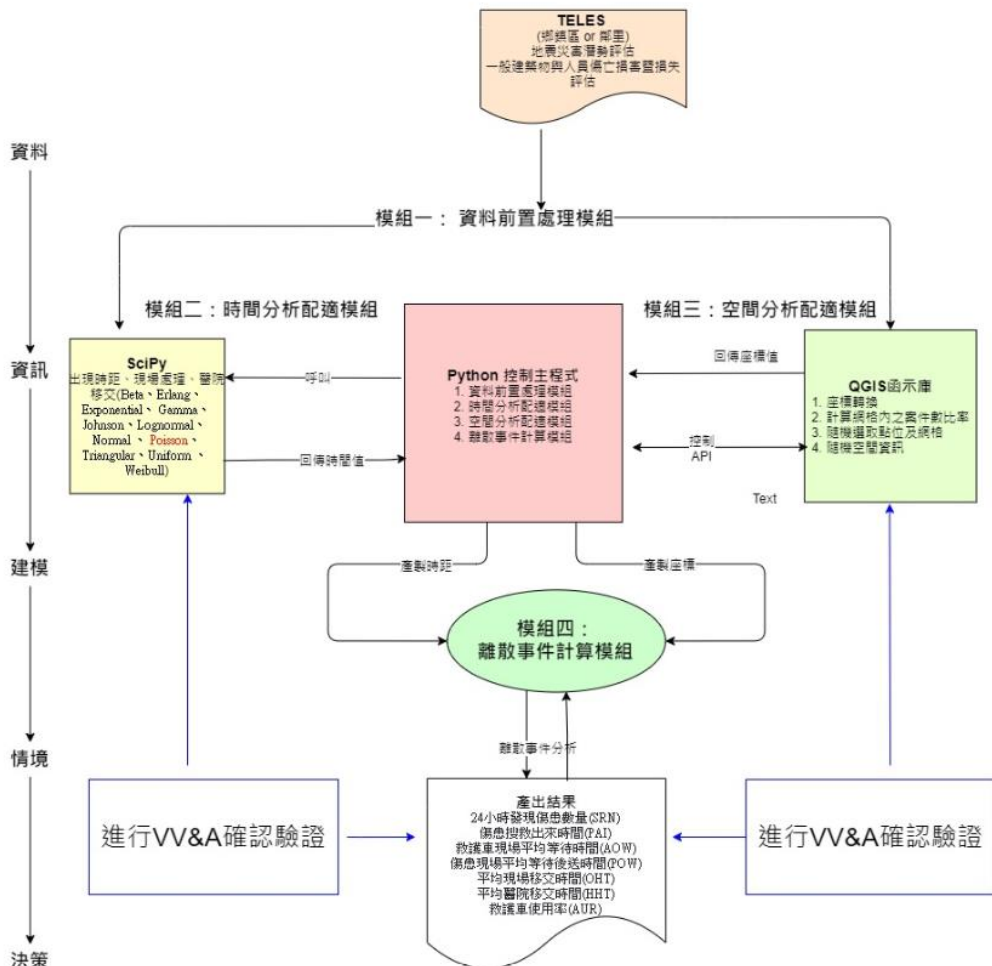 TELES
(鄉鎮區 or 鄰里)
地震災害潛勢評估
一般建築物與人員傷亡損害暨損失
評估
資料
模組一： 資料前置處理模組
模組二：時間分析配適模組
模組三：空間分析配適模組
資訊
SciPy
出現時距、現場處理、醫院
移交(Beta、Erlang、
Exponential、Gamma、
Johnson、Lognormal、
Normal、Poisson、
Triangular、Uniform、
Weibull)
呼叫
回傳時間值
Python 控制主程式
1. 資料前置處理模組
2. 時間分析配適模組
3. 空間分析配適模組
4. 離散事件計算模組
回傳座標值
控制
API
QGIS函示庫
1. 座標轉換
2. 計算網格內之案件數比率
3. 隨機選取點位及網格
4. 隨機空間資訊
Text
建模
產製時距
產製座標
模組四：
離散事件計算模組
情境
離散事件分析
進行VV&A確認驗證
產出結果
24小時發現傷患數量(SRN)
傷患搜救出來時間(PAI)
救護車現場平均等待時間(AOW)
傷患現場平均等待後送時間(POW)
平均現場移交時間(OHT)
平均醫院移交時間(HHT)
救護車使用率(AUR)
進行VV&A確認驗證
決策